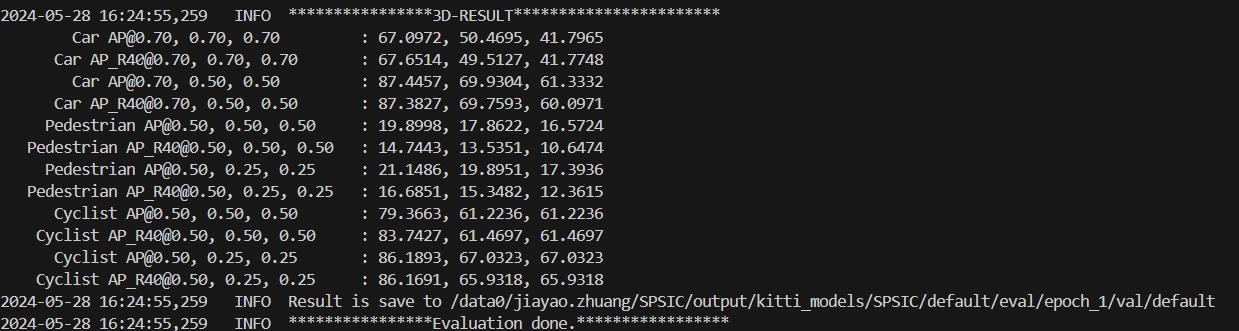 2024-05-28 16:24:55,259 INFO ****************3D-RESULT***********************
Car AP@0.70, 0.70, 0.70 : 67.0972, 50.4695, 41.7965
Car AP_R40@0.70, 0.70, 0.70 : 67.6514, 49.5127, 41.7748
Car AP@0.70, 0.50, 0.50 : 87.4457, 69.9304, 61.3332
Car AP_R40@0.70, 0.50, 0.50 : 87.3827, 69.7593, 60.0971
Pedestrian AP@0.50, 0.50, 0.50 : 19.8998, 17.8622, 16.5724
Pedestrian AP_R40@0.50, 0.50, 0.50 : 14.7443, 13.5351, 10.6474
Pedestrian AP@0.50, 0.25, 0.25 : 21.1486, 19.8951, 17.3936
Pedestrian AP_R40@0.50, 0.25, 0.25 : 16.6851, 15.3482, 12.3615
Cyclist AP@0.50, 0.50, 0.50 : 79.3663, 61.2236, 61.2236
Cyclist AP_R40@0.50, 0.50, 0.50 : 83.7427, 61.4697, 61.4697
Cyclist AP@0.50, 0.25, 0.25 : 86.1893, 67.0323, 67.0323
Cyclist AP_R40@0.50, 0.25, 0.25 : 86.1691, 65.9318, 65.9318
2024-05-28 16:24:55,259 INFO Result is save to /data0/jiayao.zhuang/SPSIC/output/kitti_models/SPSIC/default/eval/epoch_1/val/default
2024-05-28 16:24:55,259 INFO ****************Evaluation done.*****************